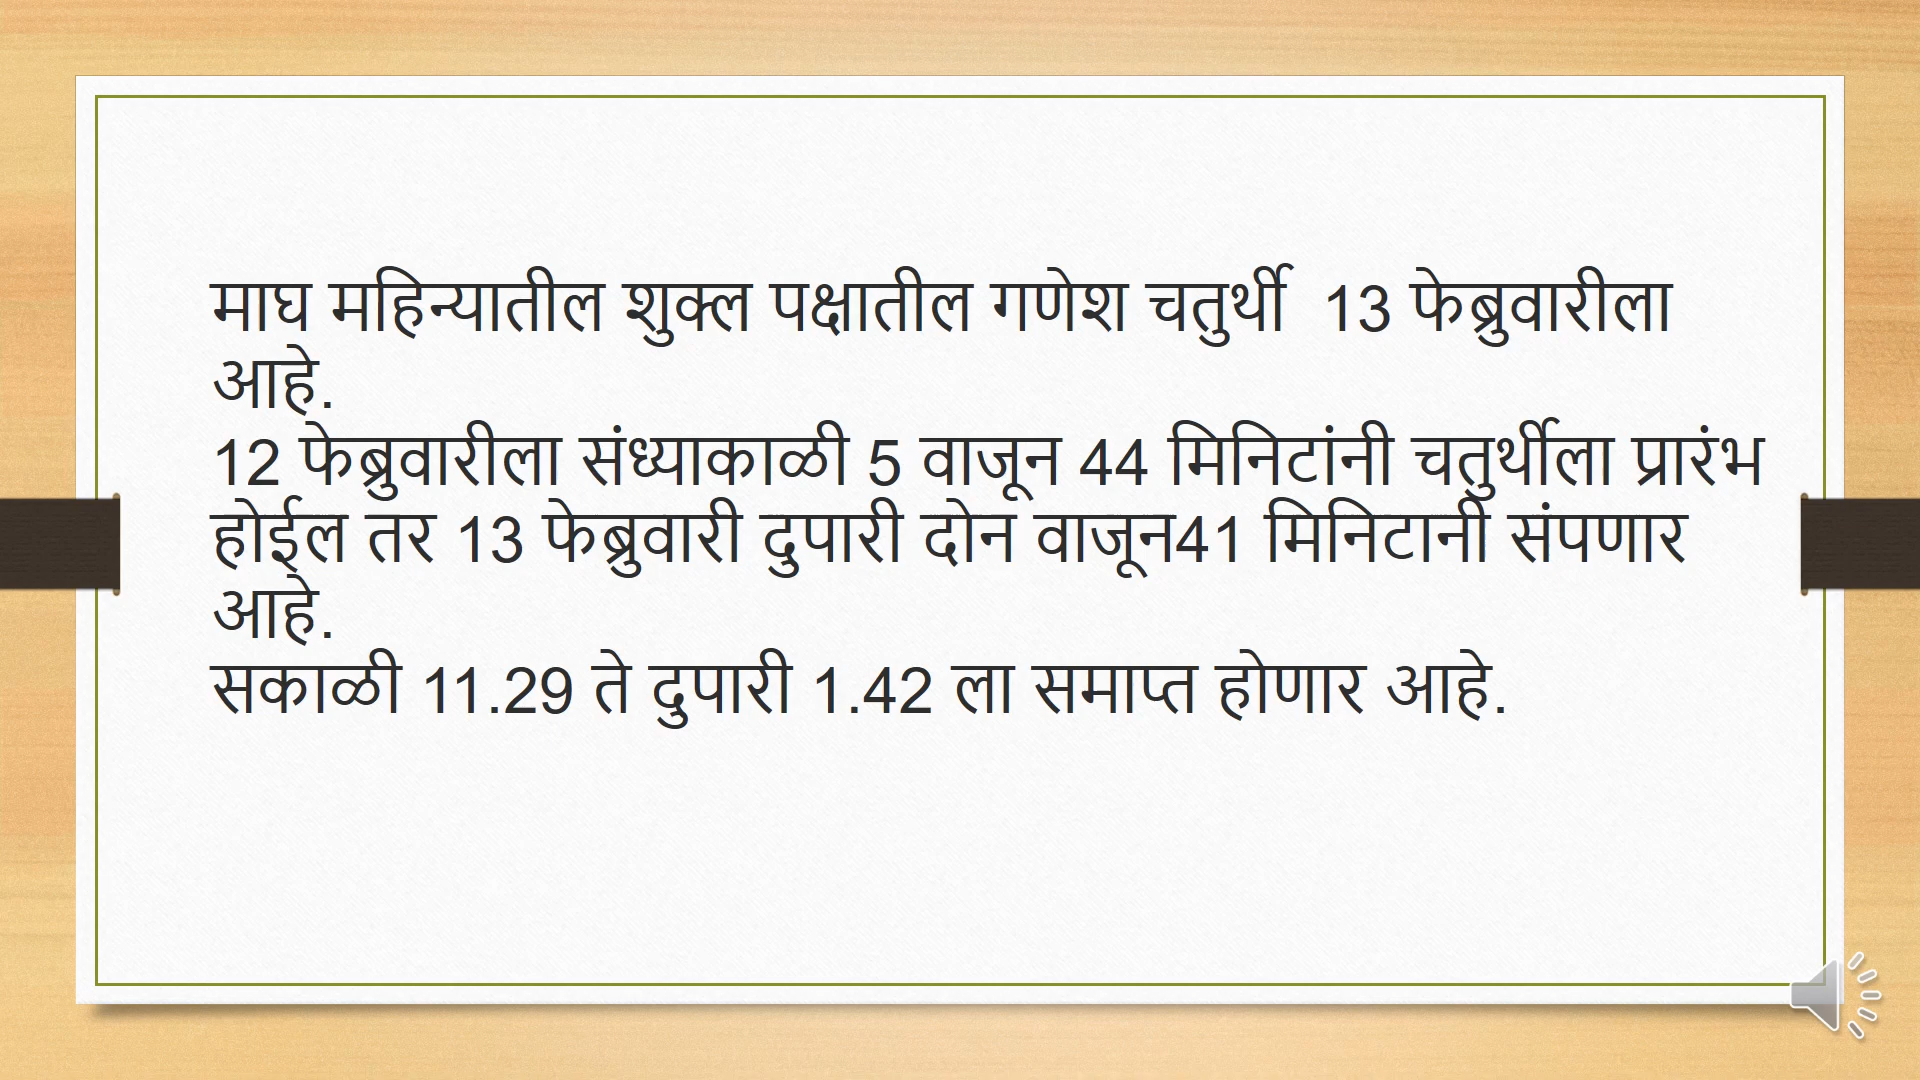 माघ महिन्यातील शुक्ल पक्षातील गणेश चतुर्थी  13 फेब्रुवारीला
आहे.
12 फेब्रुवारीला संध्याकाळी 5 वाजून 44 मिनिटांनी चतुर्थीला प्रारंभ
होईल तर 13 फेब्रुवारी दुपारी दोन वाजून41 मिनिटानी संपणार
आहे.
सकाळी 11.29 ते दुपारी 1.42 ला समाप्त होणार आहे.